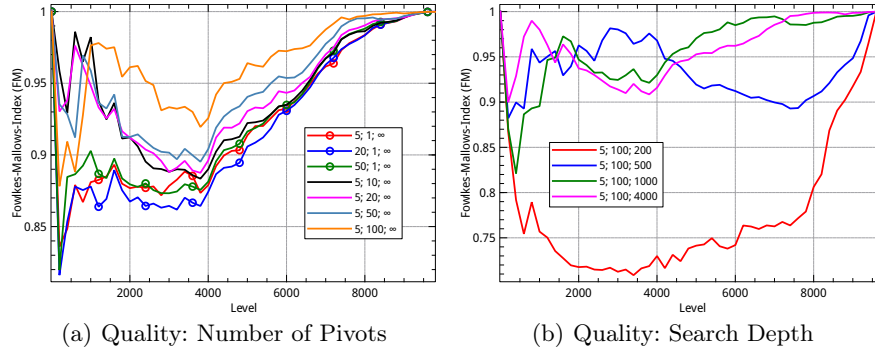 1
0.95
0.9
0.85
Fowlkes-Mallows-Index (FM)
2000 4000 6000 8000
Level
5; 1; ∞
20; 1; ∞
50; 1; ∞
5; 10; ∞
5; 20; ∞
5; 50; ∞
5; 100; ∞
(a) Quality: Number of Pivots
1
0.95
0.9
0.85
0.8
0.75
0.7
Fowlkes-Mallows-Index (FM)
2000 4000 6000 8000
Level
5; 100; 200
5; 100; 500
5; 100; 1000
5; 100; 4000
(b) Quality: Search Depth